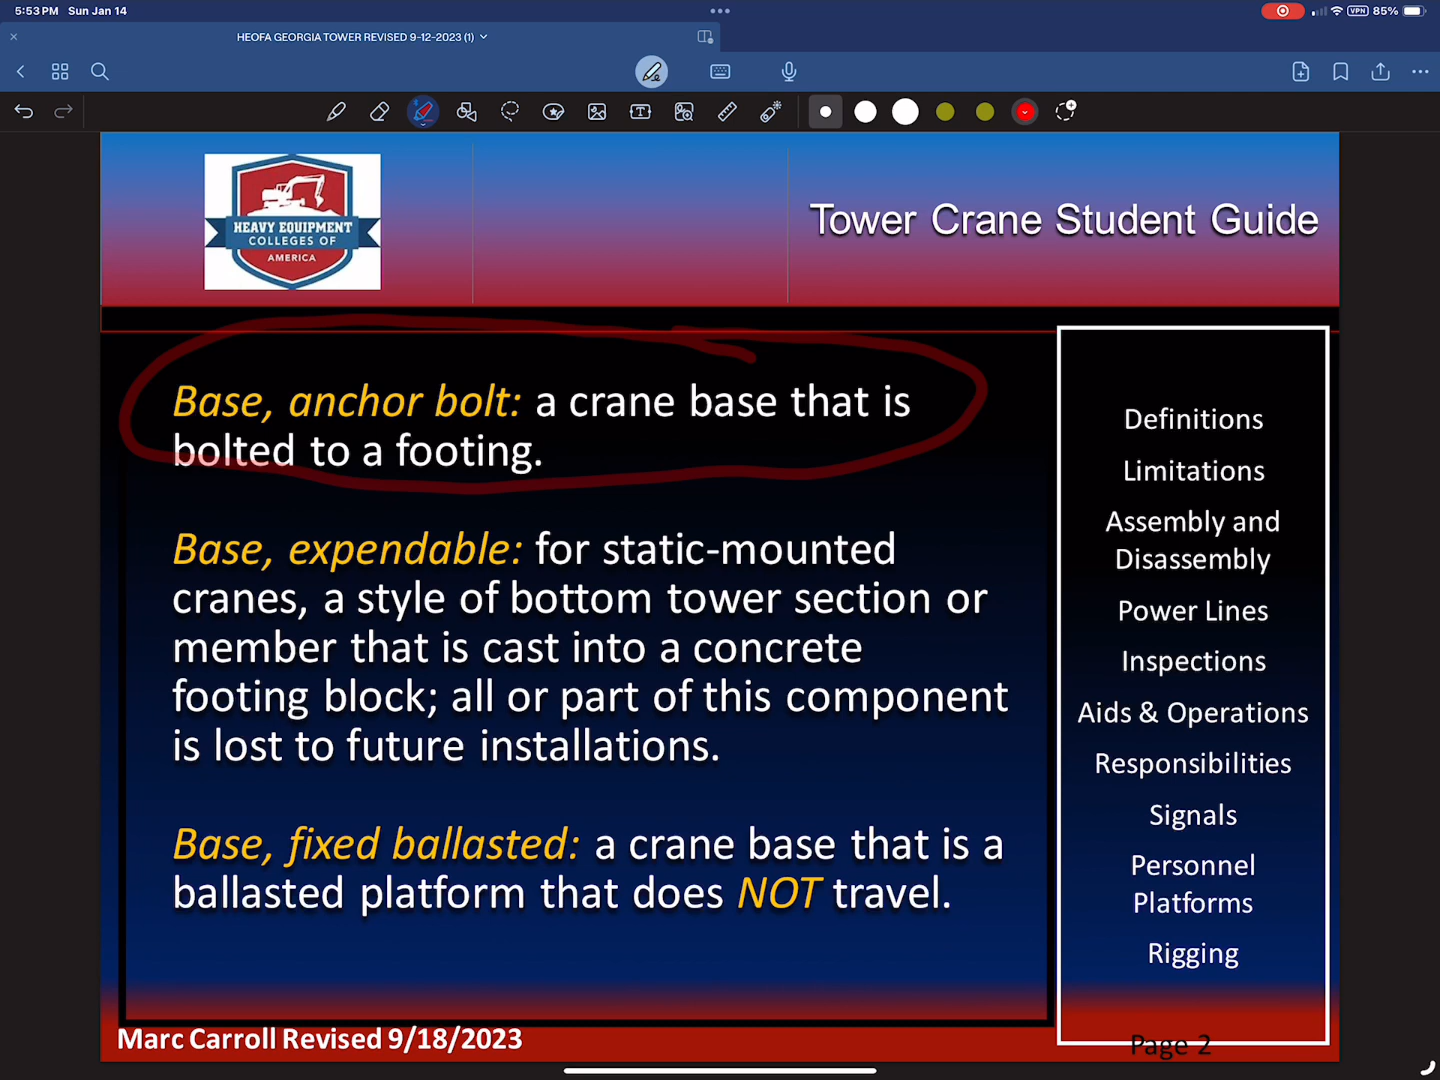 5:53 PM Sun Jan 14
VPN 85%
HEOFA GEORGIA TOWER REVISED 9-12-2023 (1)
HEAVY EQUIPMENT
COLLEGES OF
AMERICA
Tower Crane Student Guide
Base, anchor bolt: a crane base that is
bolted to a footing.
Base, expendable: for static-mounted
cranes, a style of bottom tower section or
member that is cast into a concrete
footing block; all or part of this component
is lost to future installations.
Base, fixed ballasted: a crane base that is a
ballasted platform that does NOT travel.
Definitions
Limitations
Assembly and
Disassembly
Power Lines
Inspections
Aids & Operations
Responsibilities
Signals
Personnel
Platforms
Rigging
Marc Carroll Revised 9/18/2023
Page 2